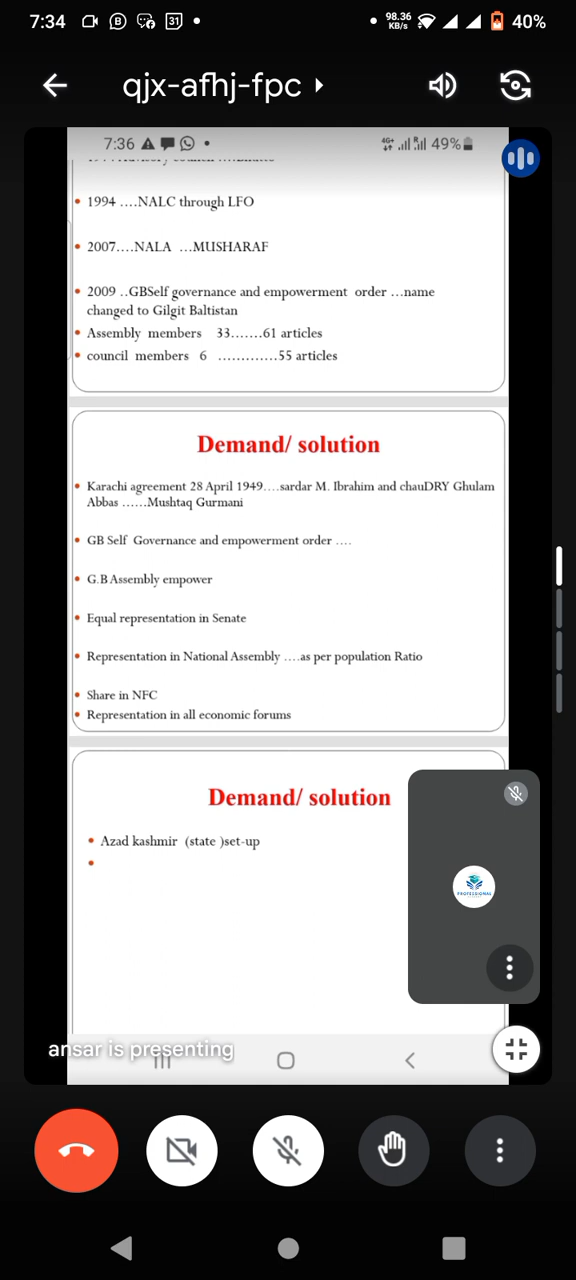 7:34
31
98.36
KB/s
40%
qjx-afhj-fpc
7:36
4G+
R
49%
• 1994 ....NALC through LFO
• 2007....NALA ...MUSHARAF
• 2009 ..GBSelf governance and empowerment order ...name
changed to Gilgit Baltistan
• Assembly members 33.......61 articles
• council members 6 .............55 articles
Demand/ solution
• Karachi agreement 28 April 1949....sardar M. Ibrahim and chauDRY Ghulam
Abbas ......Mushtaq Gurmani
• GB Self Governance and empowerment order ....
• G.B Assembly empower
• Equal representation in Senate
• Representation in National Assembly ....as per population Ratio
• Share in NFC
• Representation in all economic forums
Demand/ solution
• Azad kashmir (state )set-up
•
PROFESSIONAL
ansar is presenting